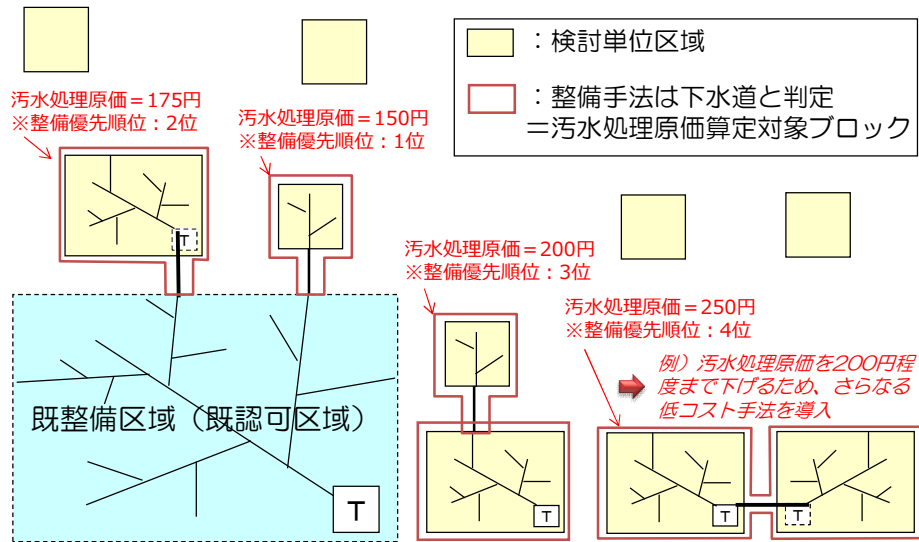 ：検討単位区域
：整備手法は下水道と判定
＝汚水処理原価算定対象ブロック
汚水処理原価＝175円
※整備優先順位：2位
汚水処理原価＝150円
※整備優先順位：1位
T
汚水処理原価＝200円
※整備優先順位：3位
汚水処理原価＝250円
※整備優先順位：4位
例）汚水処理原価を200円程
度まで下げるため、さらなる
低コスト手法を導入
既整備区域（既認可区域）
T
T
T
T